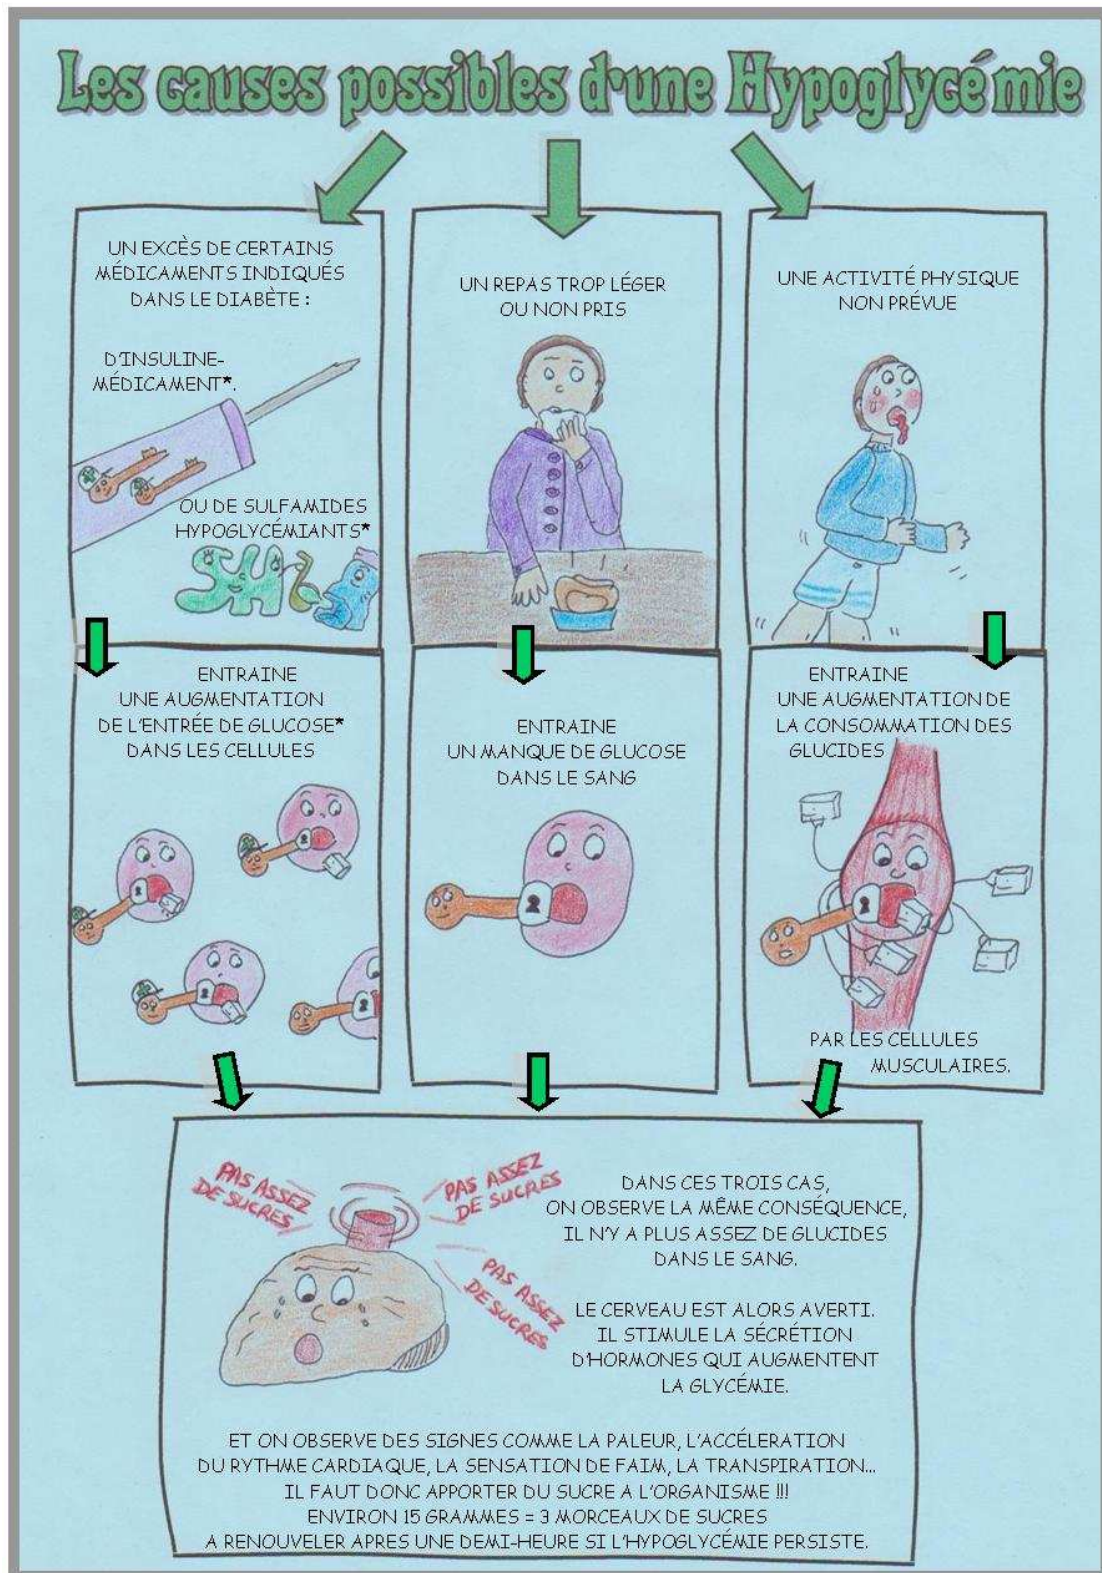 Les causes possibles d'une Hypoglycémie
UN EXCÈS DE CERTAINS
MÉDICAMENTS INDIQUÉS
DANS LE DIABÈTE :
D'INSULINE-
MÉDICAMENT*.
OU DE SULFAMIDES
HYPOGLYCÉMIANTS*
SH
UN REPAS TROP LÉGER
OU NON PRIS
UNE ACTIVITÉ PHYSIQUE
NON PRÉVUE
ENTRAINE
UNE AUGMENTATION
DE L'ENTRÉE DE GLUCOSE*
DANS LES CELLULES
ENTRAINE
UN MANQUE DE GLUCOSE
DANS LE SANG
ENTRAINE
UNE AUGMENTATION DE
LA CONSOMMATION DES
GLUCIDES
PAR LES CELLULES
MUSCULAIRES.
PAS ASSEZ
DE SUCRES
PAS ASSEZ
DE SUCRES
PAS ASSEZ
DE SUCRES
DANS CES TROIS CAS,
ON OBSERVE LA MÊME CONSÉQUENCE,
IL N'Y A PLUS ASSEZ DE GLUCIDES
DANS LE SANG.
LE CERVEAU EST ALORS AVERTI.
IL STIMULE LA SÉCRÉTION
D'HORMONES QUI AUGMENTENT
LA GLYCÉMIE.
ET ON OBSERVE DES SIGNES COMME LA PALEUR, L'ACCÉLERATION
DU RYTHME CARDIAQUE, LA SENSATION DE FAIM, LA TRANSPIRATION...
IL FAUT DONC APPORTER DU SUCRE A L'ORGANISME !!!
ENVIRON 15 GRAMMES = 3 MORCEAUX DE SUCRES
A RENOUVELER APRES UNE DEMI-HEURE SI L'HYPOGLYCÉMIE PERSISTE.